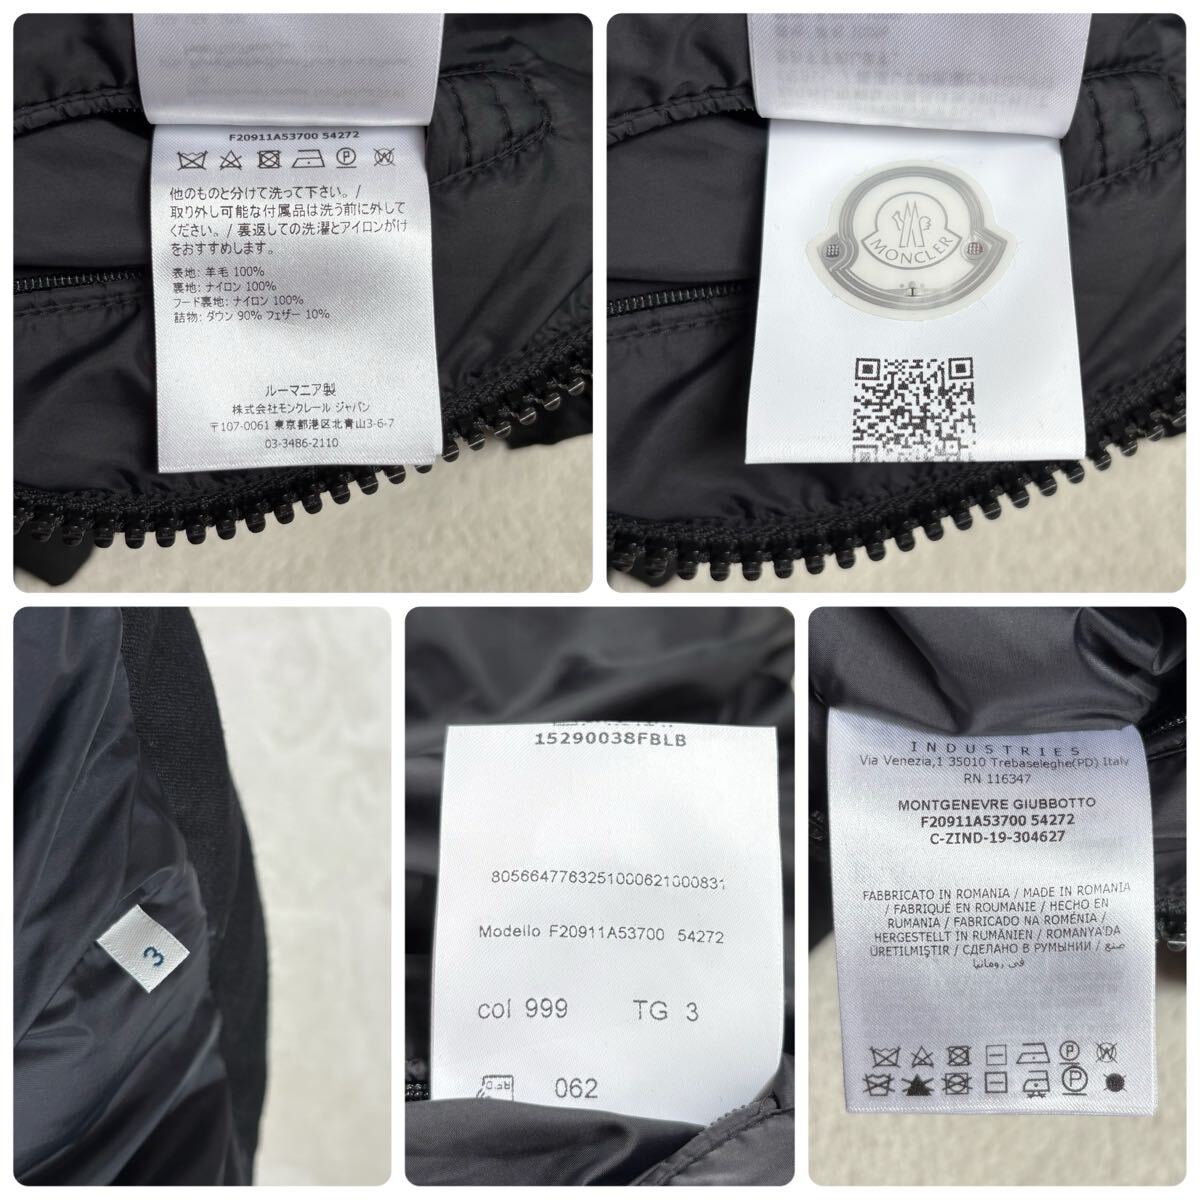 F20911A53700 54272
他のものと分けて洗って下さい。/
取り外し可能な付属品は洗う前に外して
ください。/ 裏返しての洗濯とアイロンがけ
をおすすめします。
表地: 羊毛 100%
裏地: ナイロン 100%
フード裏地: ナイロン 100%
詰物: ダウン 90% フェザー 10%
ルーマニア製
株式会社モンクレール ジャパン
〒107-0061 東京都港区北青山3-6-7
03-3486-2110
MONCLER
3
15290038FBLB
8056647763251000621000831
Modello F20911A53700 54272
col 999 TG 3
062
INDUSTRIES
Via Venezia,1 35010 Trebaseleghe(PD) Italy
RN 116347
MONTGENEVRE GIUBBOTTO
F20911A53700 54272
C-ZIND-19-304627
FABBRICATO IN ROMANIA / MADE IN ROMANIA
/ FABRIQUÉ EN ROUMANIE / HECHO EN
RUMANIA / FABRICADO NA ROMÉNIA /
HERGESTELLT IN RUMÄNIEN / ROMANYA'DA
ÜRETILMIŞTIR / СДЕЛАНО В РУМЫНИИ / صنع
في رومانيا